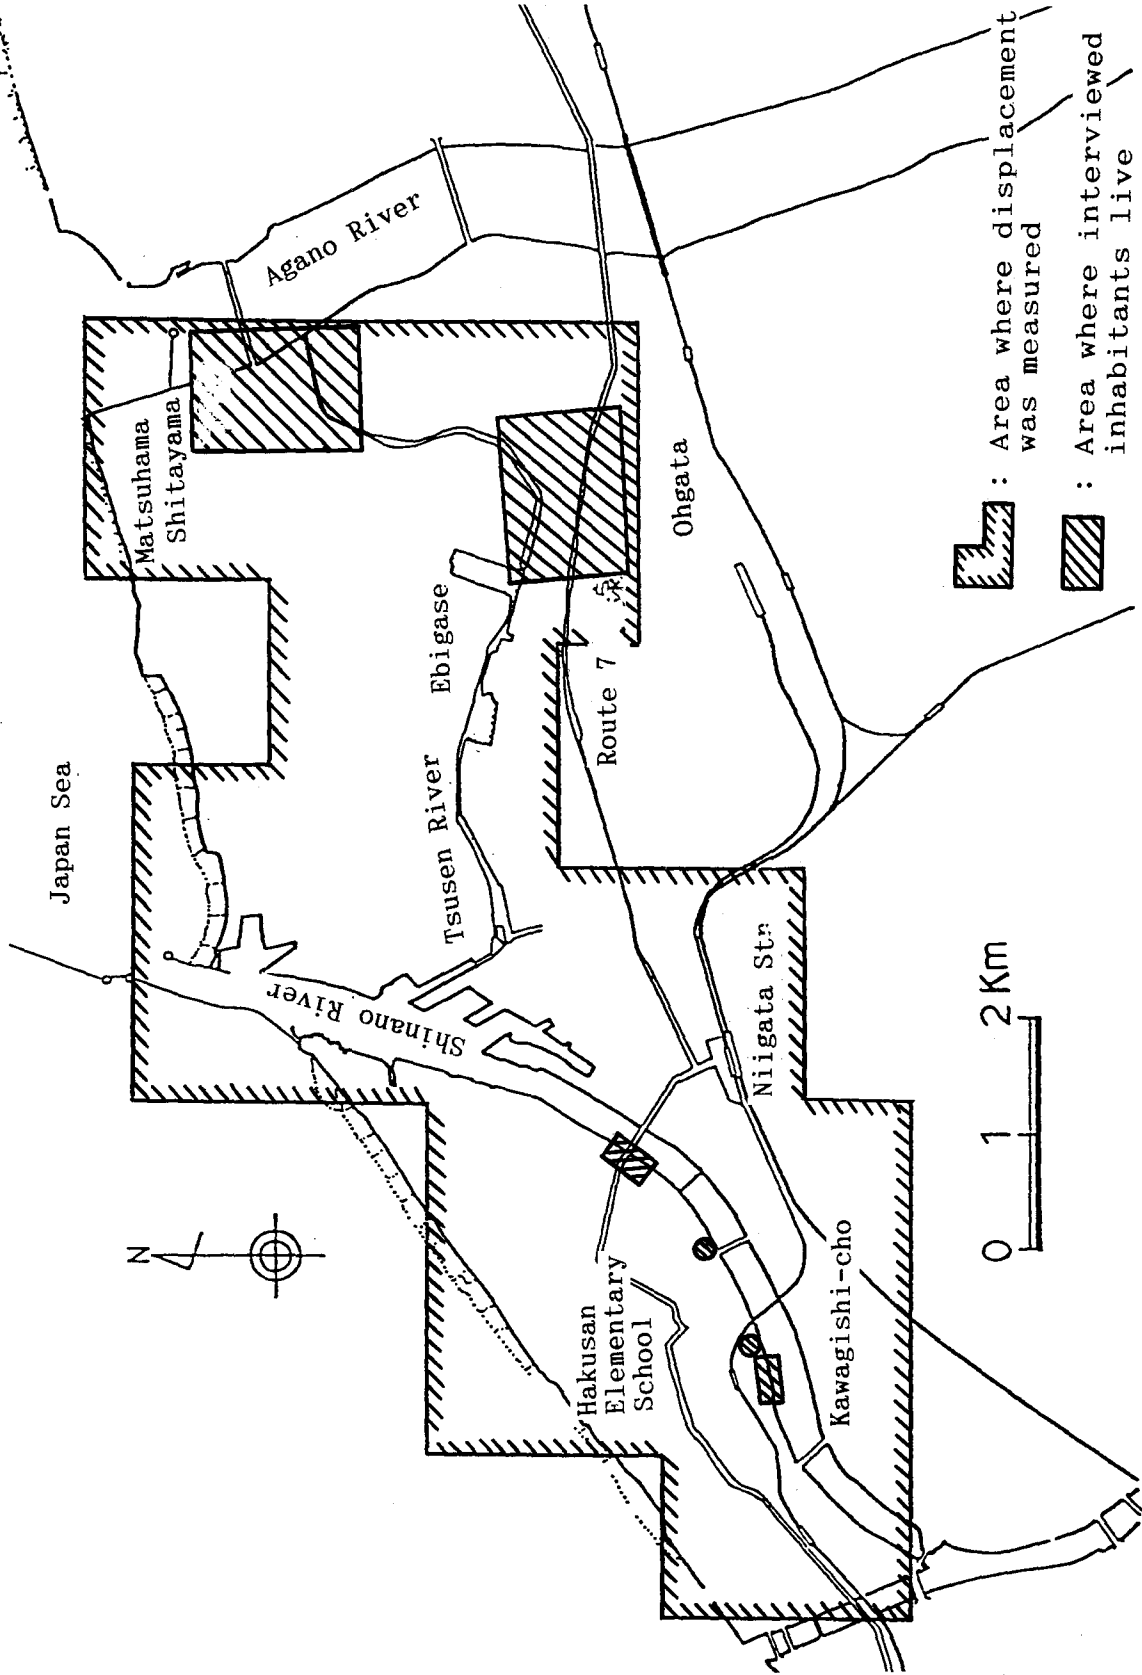 Japan Sea
Matsuhama
Shitayama
Agano River
Shinano River
Tsusen River
Ebigase
Route 7
Ohgata
N
Hakusan
Elementary
School
Niigata Stn
Kawagishi-cho
0 1 2Km
: Area where displacement
was measured
: Area where interviewed
inhabitants live